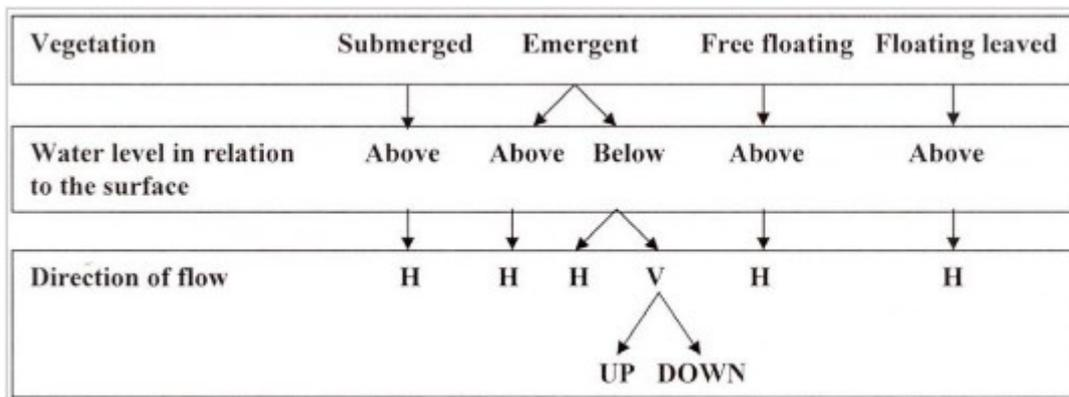 Vegetation Submerged Emergent Free floating Floating leaved
Water level in relation Above Above Below Above Above
to the surface
Direction of flow H H H V H H
UP DOWN